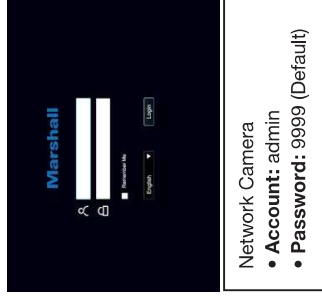 Marshall
Remember Me
English
Login
Network Camera
• Account: admin
• Password: 9999 (Default)